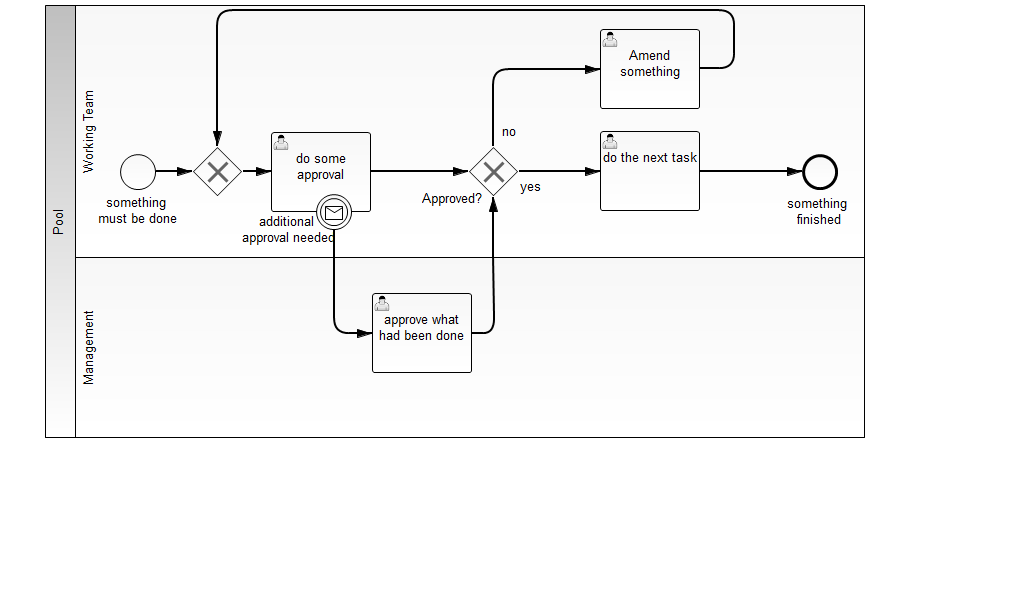 Pool
Working Team
something
must be done
do some
approval
additional
approval needed
Approved?
no
yes
Amend
something
do the next task
something
finished
Management
approve what
had been done